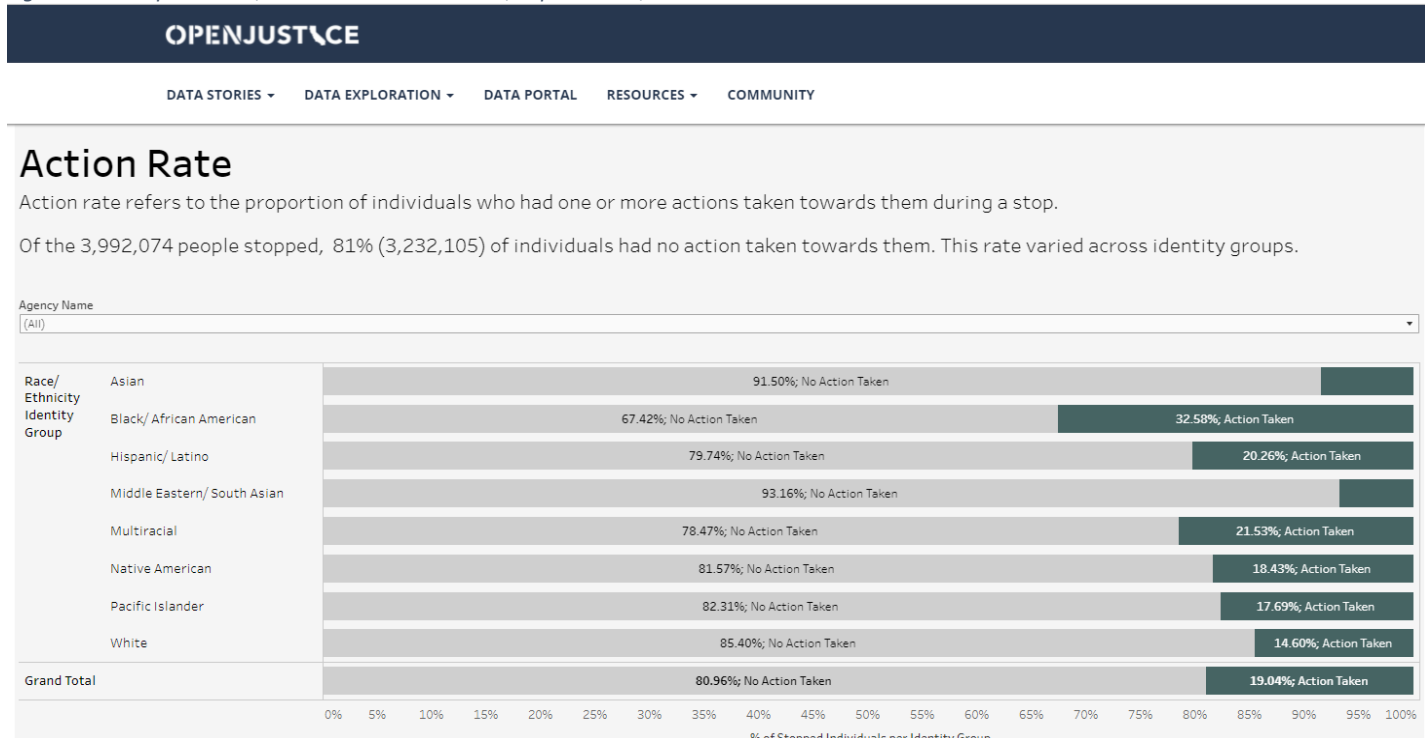 OPENJUSTICE
DATA STORIES DATA EXPLORATION DATA PORTAL RESOURCES COMMUNITY
Action Rate
Action rate refers to the proportion of individuals who had one or more actions taken towards them during a stop.
Of the 3,992,074 people stopped, 81% (3,232,105) of individuals had no action taken towards them. This rate varied across identity groups.
Agency Name
(All)
Race/
Ethnicity
Identity
Group
Asian 91.50%; No Action Taken
Black/ African American 67.42%; No Action Taken 32.58%; Action Taken
Hispanic/ Latino 79.74%; No Action Taken 20.26%; Action Taken
Middle Eastern/ South Asian 93.16%; No Action Taken
Multiracial 78.47%; No Action Taken 21.53%; Action Taken
Native American 81.57%; No Action Taken 18.43%; Action Taken
Pacific Islander 82.31%; No Action Taken 17.69%; Action Taken
White 85.40%; No Action Taken 14.60%; Action Taken
Grand Total 80.96%; No Action Taken 19.04%; Action Taken
0% 5% 10% 15% 20% 25% 30% 35% 40% 45% 50% 55% 60% 65% 70% 75% 80% 85% 90% 95% 100%
% of Stopped Individuals per Identity Group